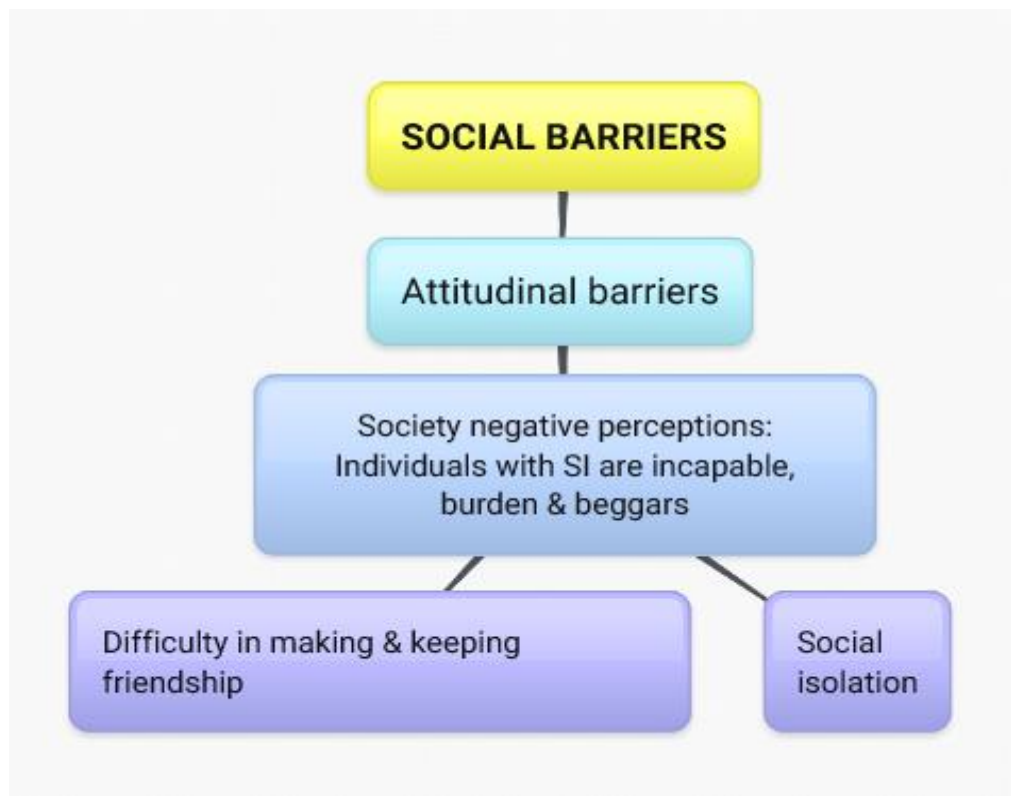 SOCIAL BARRIERS
Attitudinal barriers
Society negative perceptions:
Individuals with SI are incapable,
burden & beggars
Difficulty in making & keeping
friendship
Social
isolation